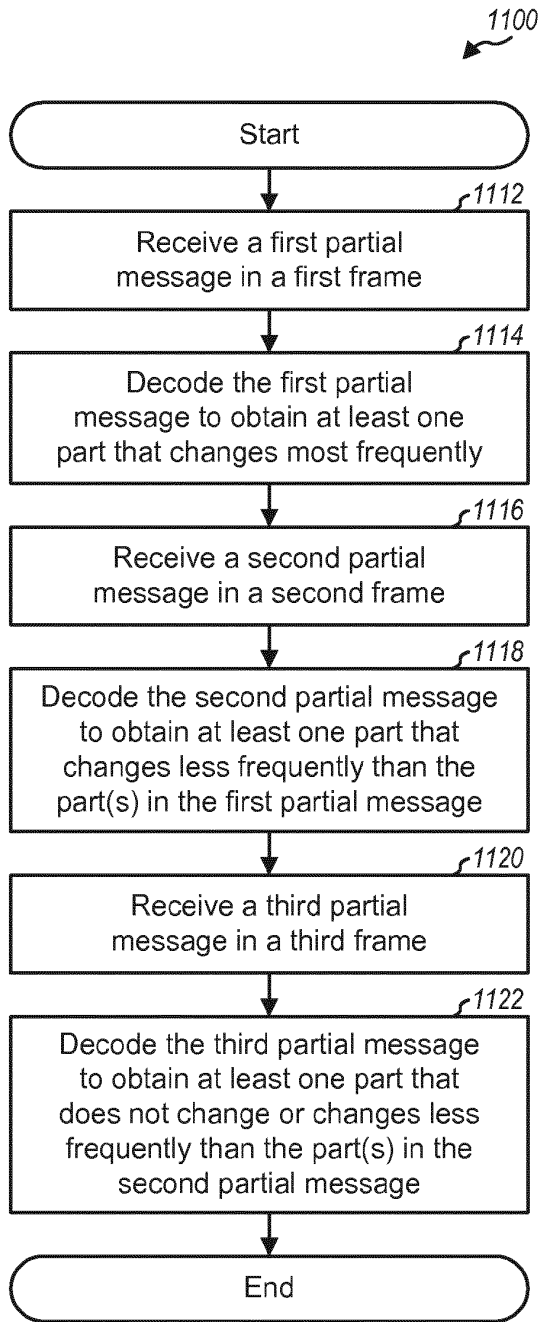 1100
Start
1112
Receive a first partial
message in a first frame
1114
Decode the first partial
message to obtain at least one
part that changes most frequently
1116
Receive a second partial
message in a second frame
1118
Decode the second partial message
to obtain at least one part that
changes less frequently than the
part(s) in the first partial message
1120
Receive a third partial
message in a third frame
1122
Decode the third partial message
to obtain at least one part that
does not change or changes less
frequently than the part(s) in the
second partial message
End